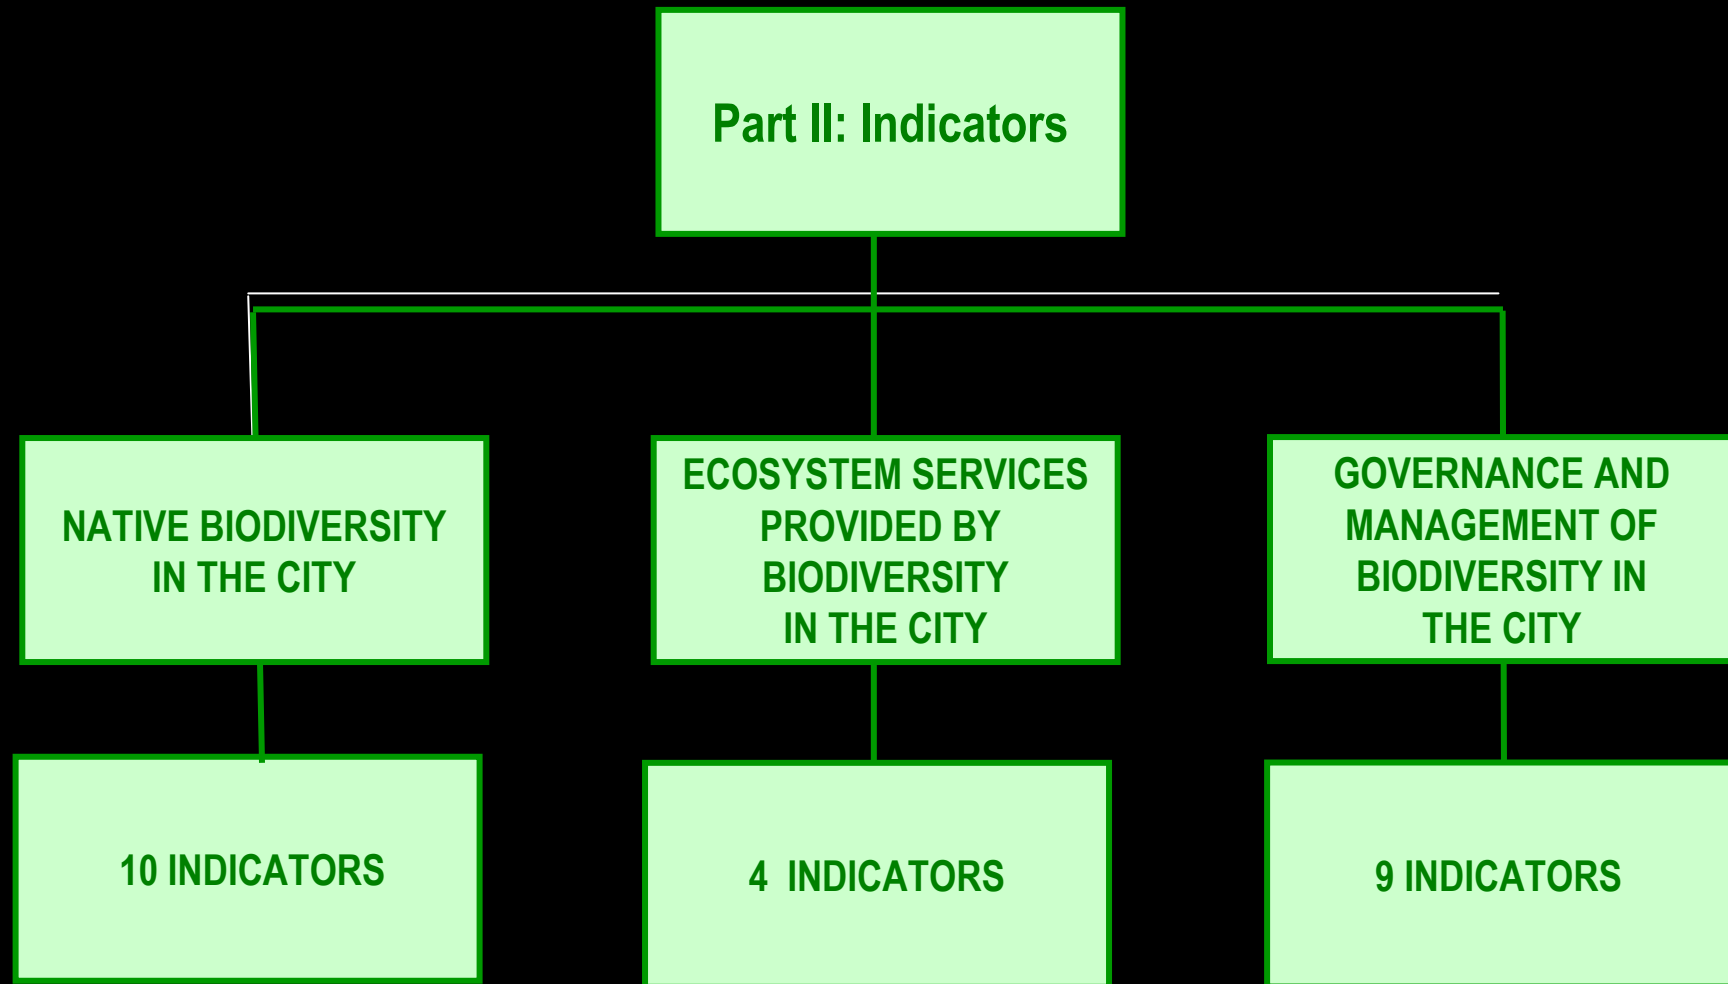 Part II: Indicators
NATIVE BIODIVERSITY
IN THE CITY
ECOSYSTEM SERVICES
PROVIDED BY
BIODIVERSITY
IN THE CITY
GOVERNANCE AND
MANAGEMENT OF
BIODIVERSITY IN
THE CITY
10 INDICATORS
4 INDICATORS
9 INDICATORS